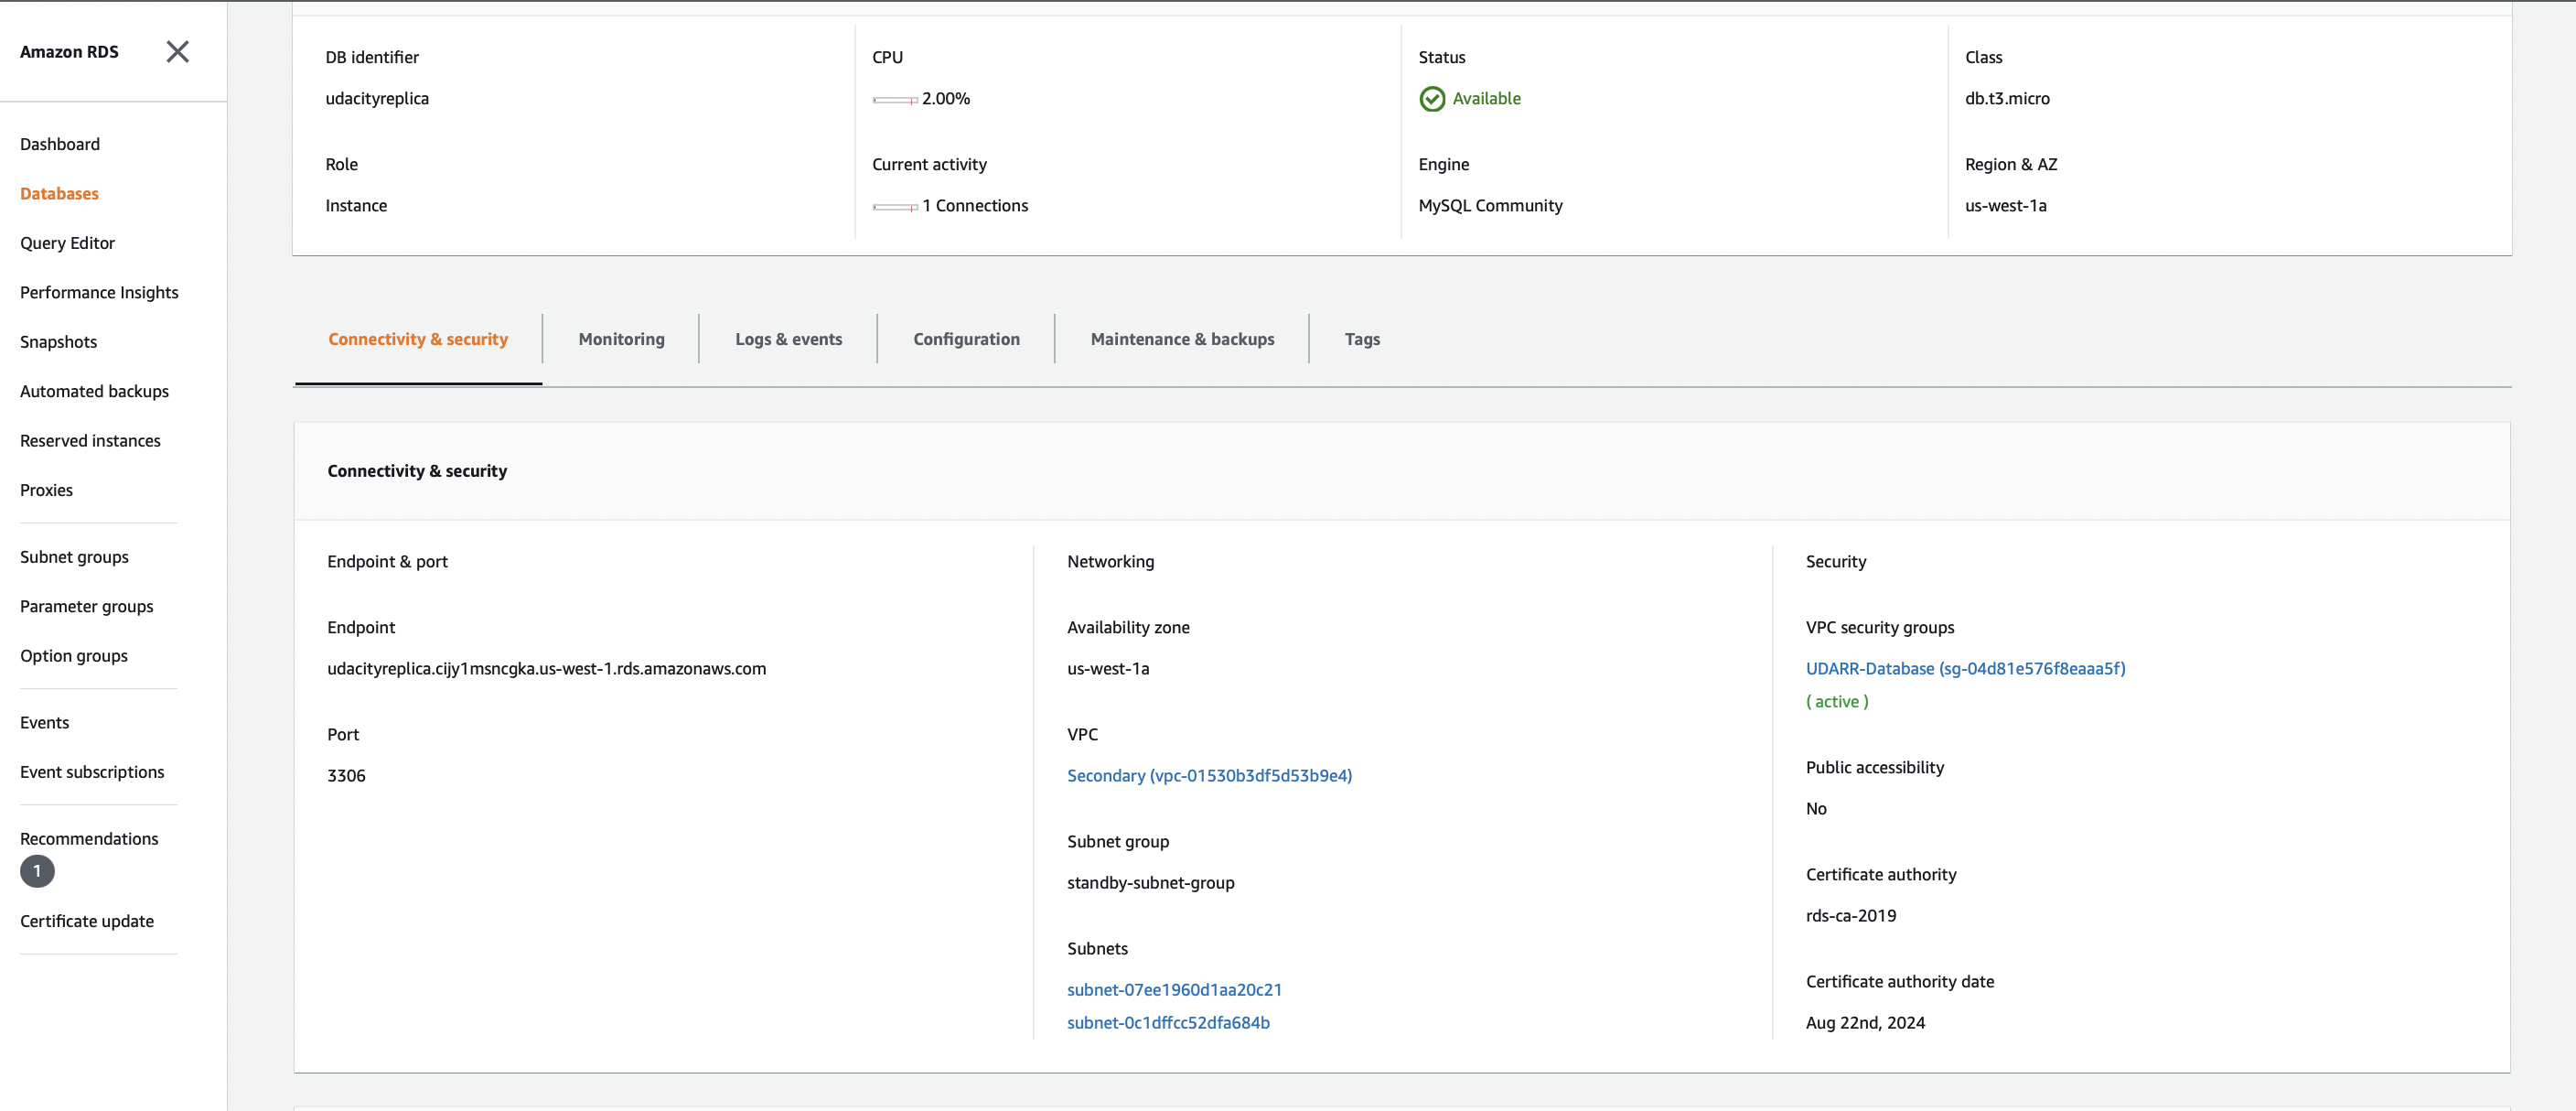 Amazon RDS
Dashboard
Databases
Query Editor
Performance Insights
Snapshots
Automated backups
Reserved instances
Proxies
Subnet groups
Parameter groups
Option groups
Events
Event subscriptions
Recommendations
1
Certificate update
DB identifier
udacityreplica
Role
Instance
CPU
2.00%
Current activity
1 Connections
Status
Available
Engine
MySQL Community
Class
db.t3.micro
Region & AZ
us-west-1a
Connectivity & security
Monitoring
Logs & events
Configuration
Maintenance & backups
Tags
Connectivity & security
Endpoint & port
Endpoint
udacityreplica.cijy1msncgka.us-west-1.rds.amazonaws.com
Port
3306
Networking
Availability zone
us-west-1a
VPC
Secondary (vpc-01530b3df5d53b9e4)
Subnet group
standby-subnet-group
Subnets
subnet-07ee1960d1aa20c21
subnet-0c1dffcc52dfa684b
Security
VPC security groups
UDARR-Database (sg-04d81e576f8eaaa5f)
( active )
Public accessibility
No
Certificate authority
rds-ca-2019
Certificate authority date
Aug 22nd, 2024